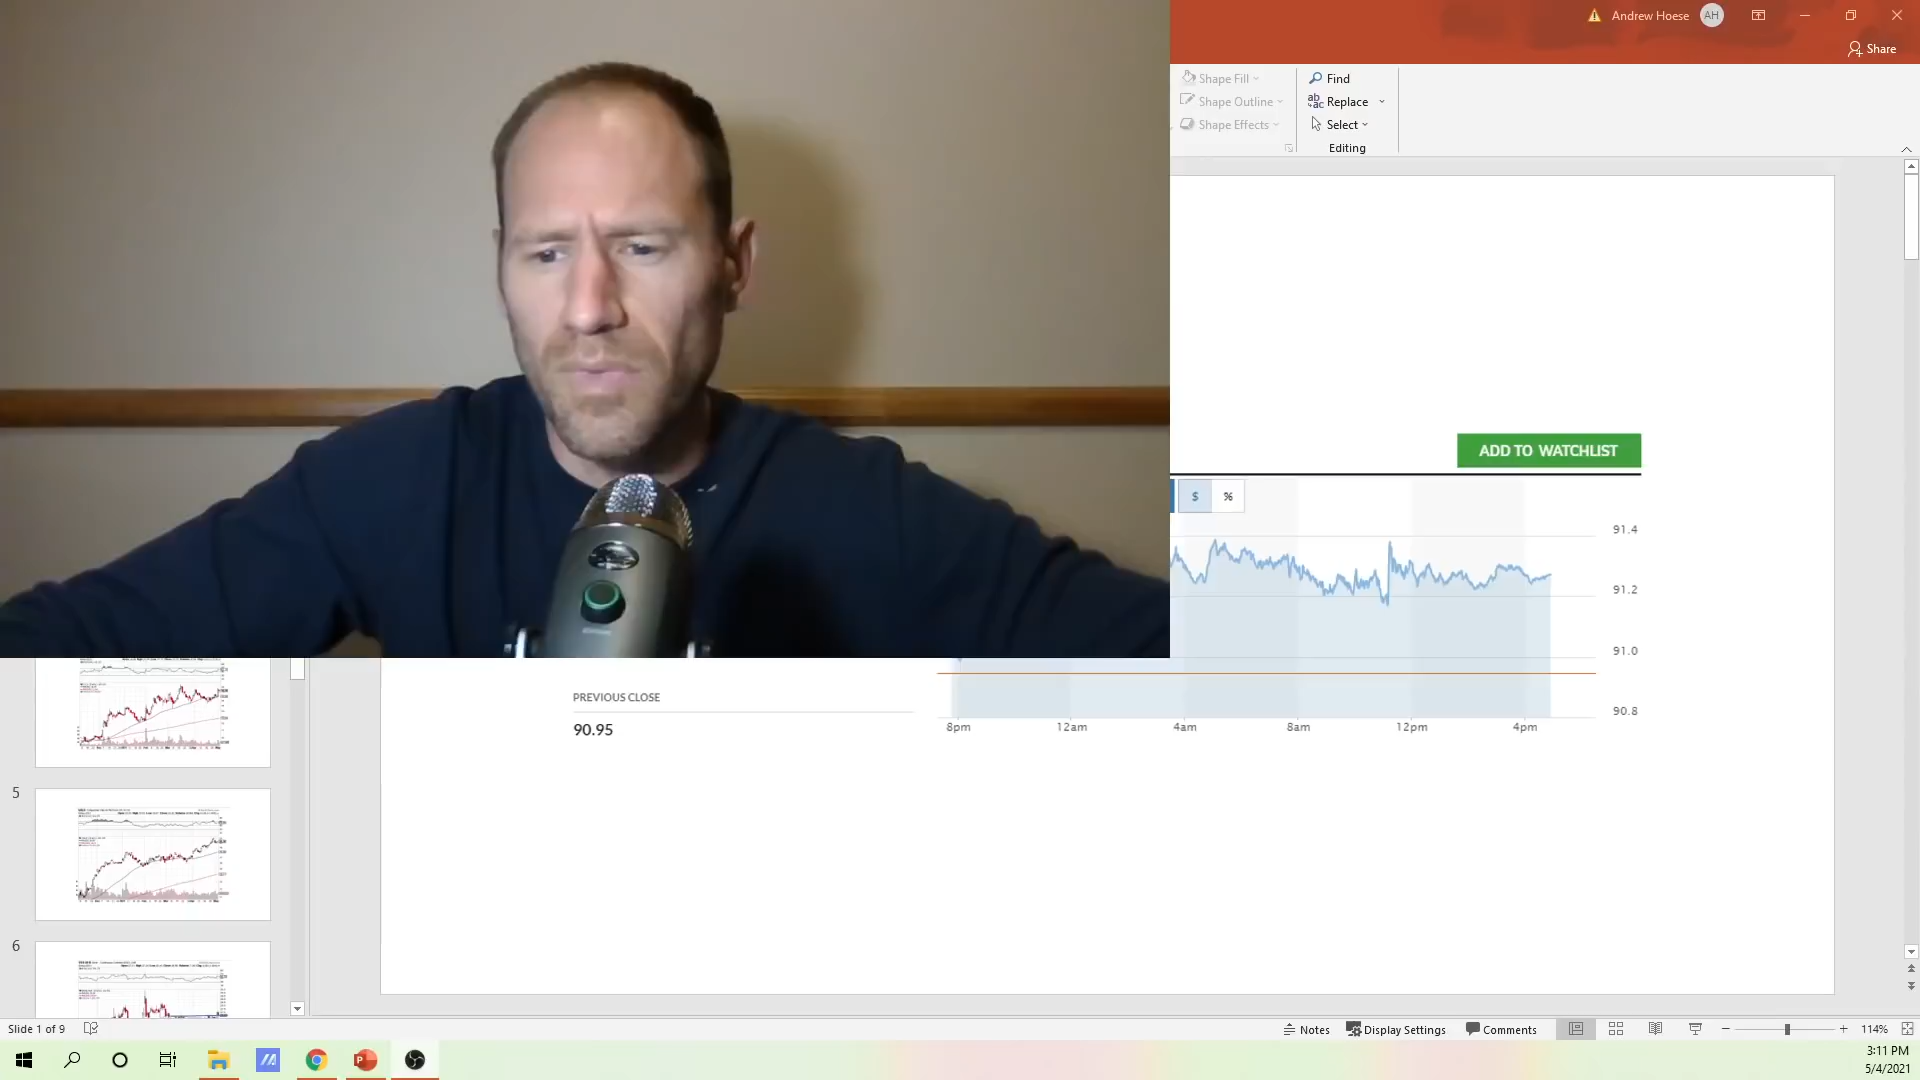 Andrew Hoese AH
Share
Shape Fill
Shape Outline
Shape Effects
Find
Replace
Select
Editing
ADD TO WATCHLIST
$ %
91.4
91.2
91.0
90.8
8pm 12am 4am 8am 12pm 4pm
PREVIOUS CLOSE
90.95
5
6
Slide 1 of 9
Notes Display Settings Comments 114%
3:11 PM
5/4/2021